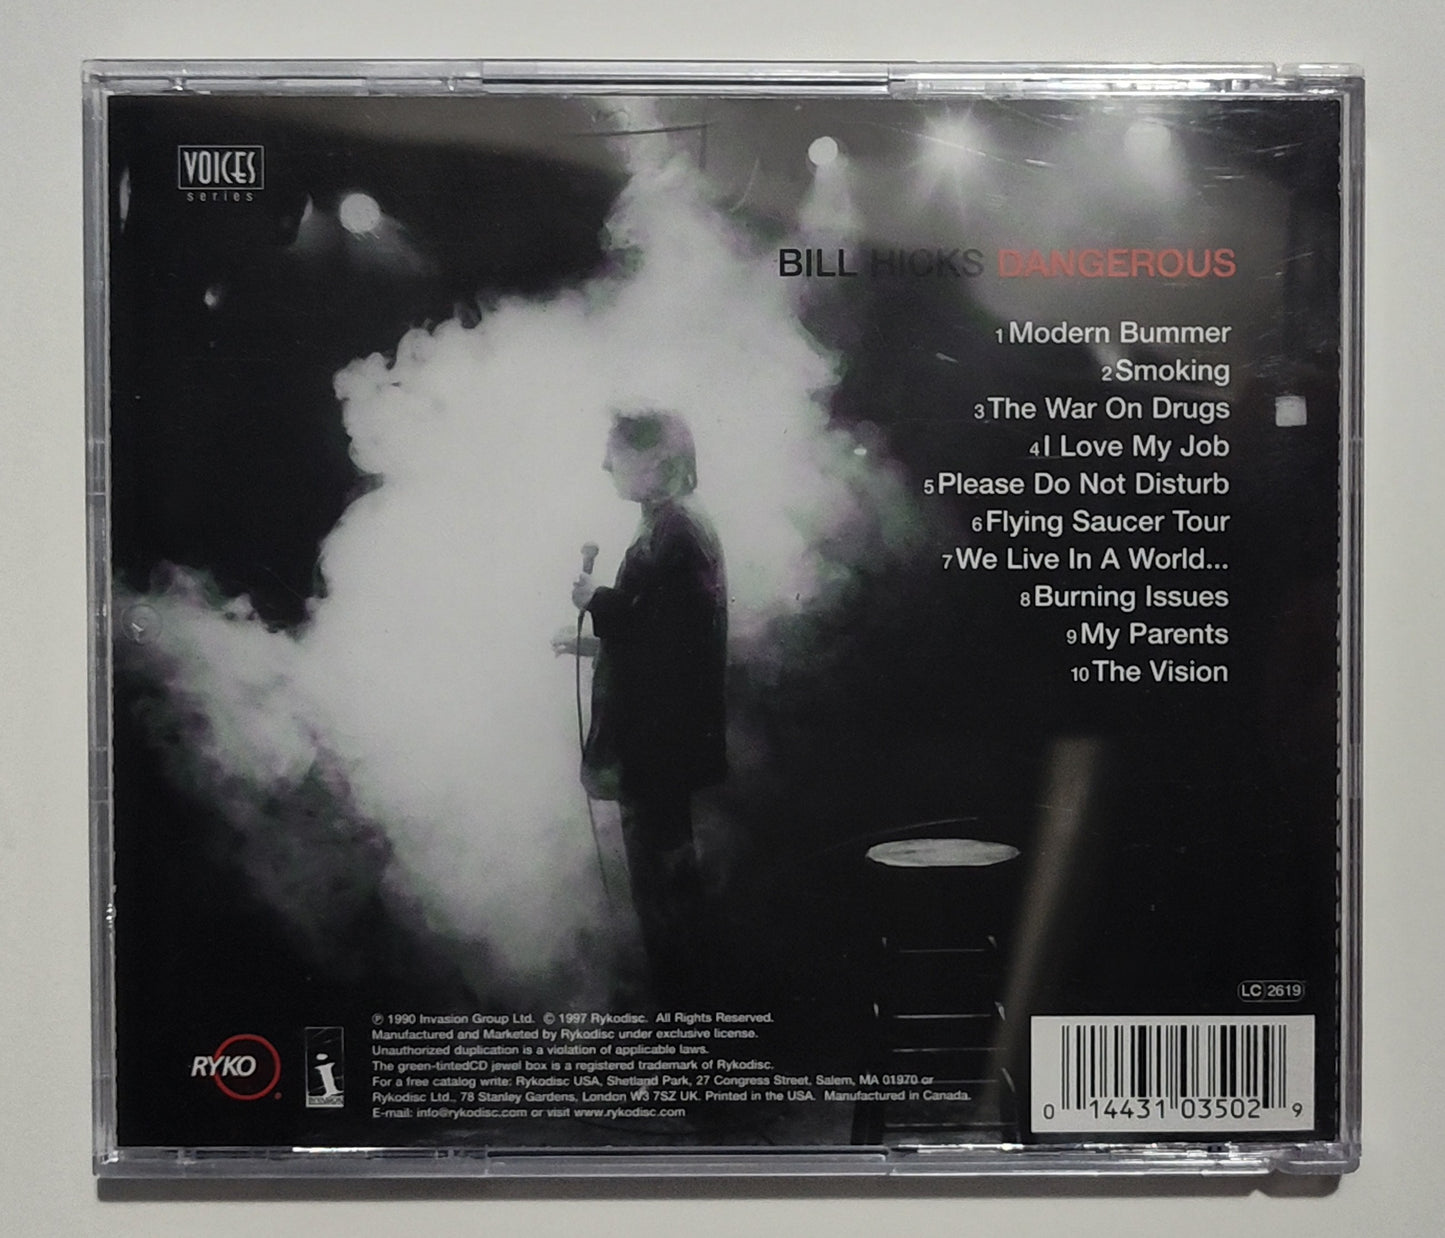 VOICES
series
BILL HICKS DANGEROUS
1 Modern Bummer
2 Smoking
3 The War On Drugs
4 I Love My Job
5 Please Do Not Disturb
6 Flying Saucer Tour
7 We Live In A World...
8 Burning Issues
9 My Parents
10 The Vision
LC 2619
RYKO
i
℗ 1990 Invasion Group Ltd. © 1997 Rykodisc. All Rights Reserved.
Manufactured and Marketed by Rykodisc under exclusive license.
Unauthorized duplication is a violation of applicable laws.
The green-tintedCD jewel box is a registered trademark of Rykodisc.
For a free catalog write: Rykodisc USA, Shetland Park, 27 Congress Street, Salem, MA 01970 or
Rykodisc Ltd., 78 Stanley Gardens, London W3 7SZ UK. Printed in the USA. Manufactured in Canada.
E-mail: info@rykodisc.com or visit www.rykodisc.com
0 14431 03502 9